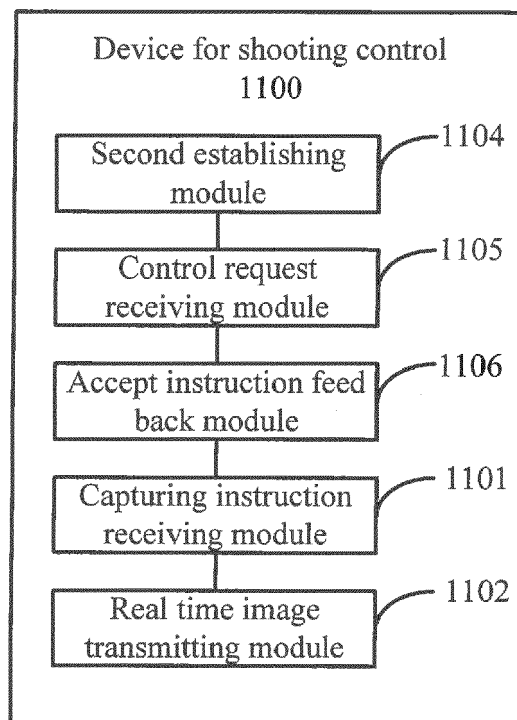 Device for shooting control
1100
Second establishing
module
1104
Control request
receiving module
1105
Accept instruction feed
back module
1106
Capturing instruction
receiving module
1101
Real time image
transmitting module
1102